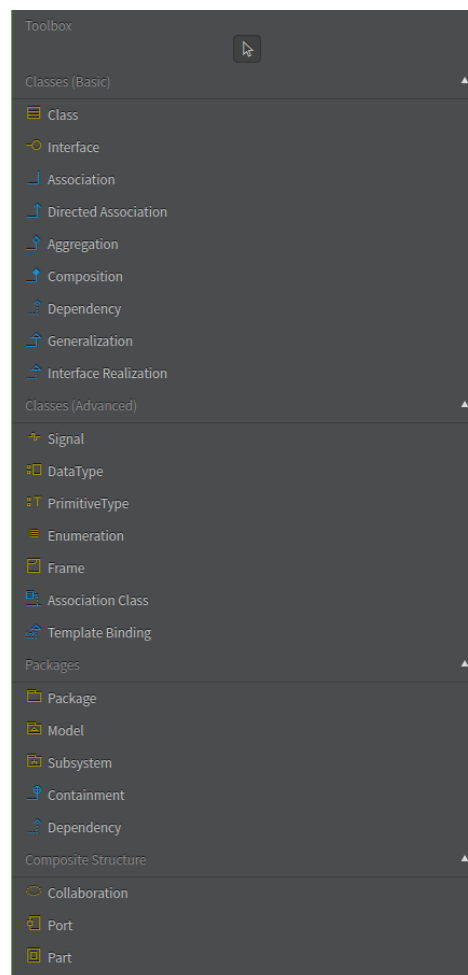 Toolbox
Classes (Basic)
Class
Interface
Association
Directed Association
Aggregation
Composition
Dependency
Generalization
Interface Realization
Classes (Advanced)
Signal
DataType
PrimitiveType
Enumeration
Frame
Association Class
Template Binding
Packages
Package
Model
Subsystem
Containment
Dependency
Composite Structure
Collaboration
Port
Part